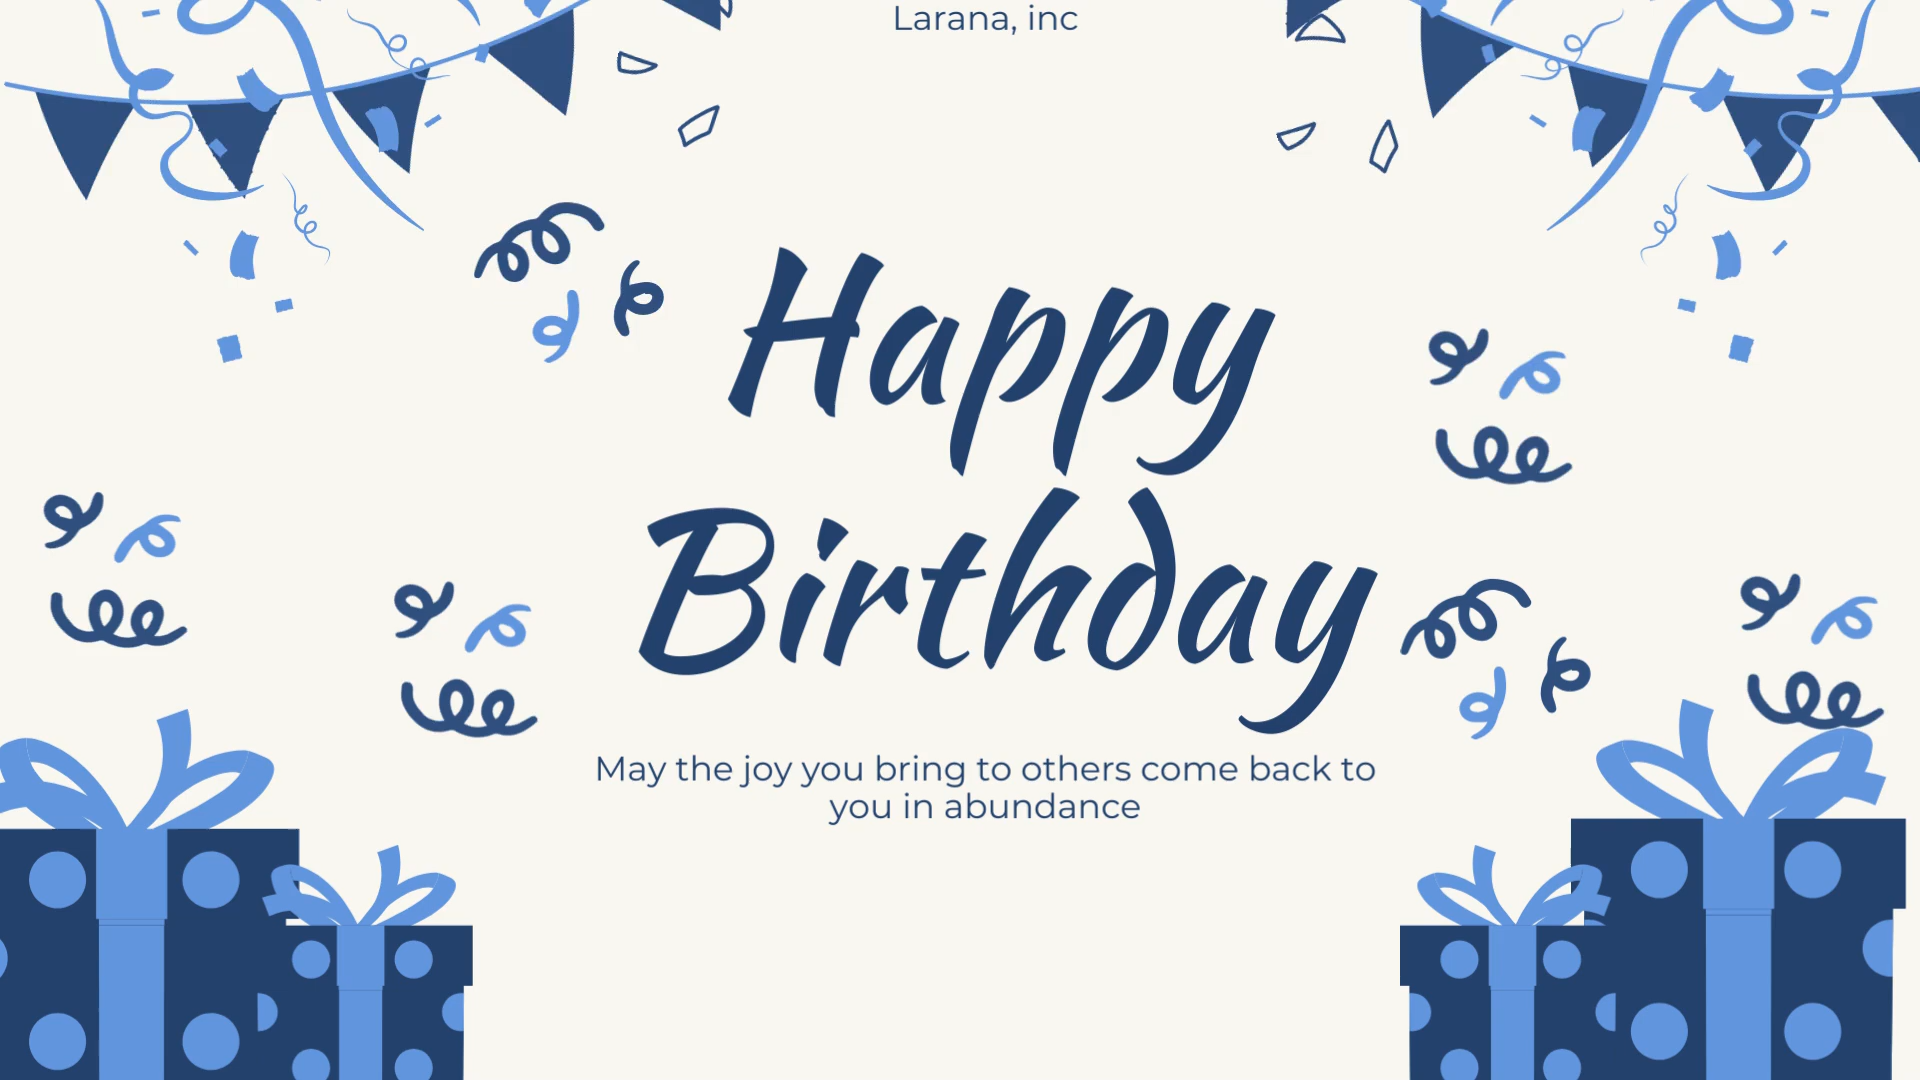 Larana, inc
Happy
Birthday
May the joy you bring to others come back to
you in abundance